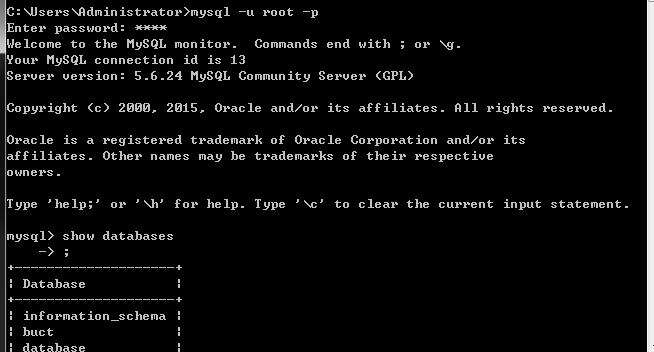 C:\Users\Administrator>mysql -u root -p
Enter password: ****
Welcome to the MySQL monitor.  Commands end with ; or \g.
Your MySQL connection id is 13
Server version: 5.6.24 MySQL Community Server (GPL)
Copyright (c) 2000, 2015, Oracle and/or its affiliates. All rights reserved.
Oracle is a registered trademark of Oracle Corporation and/or its
affiliates. Other names may be trademarks of their respective
owners.
Type 'help;' or '\h' for help. Type '\c' to clear the current input statement.
mysql> show databases
    -> ;
+--------------------+
| Database           |
+--------------------+
| information_schema |
| buct               |
| database           |